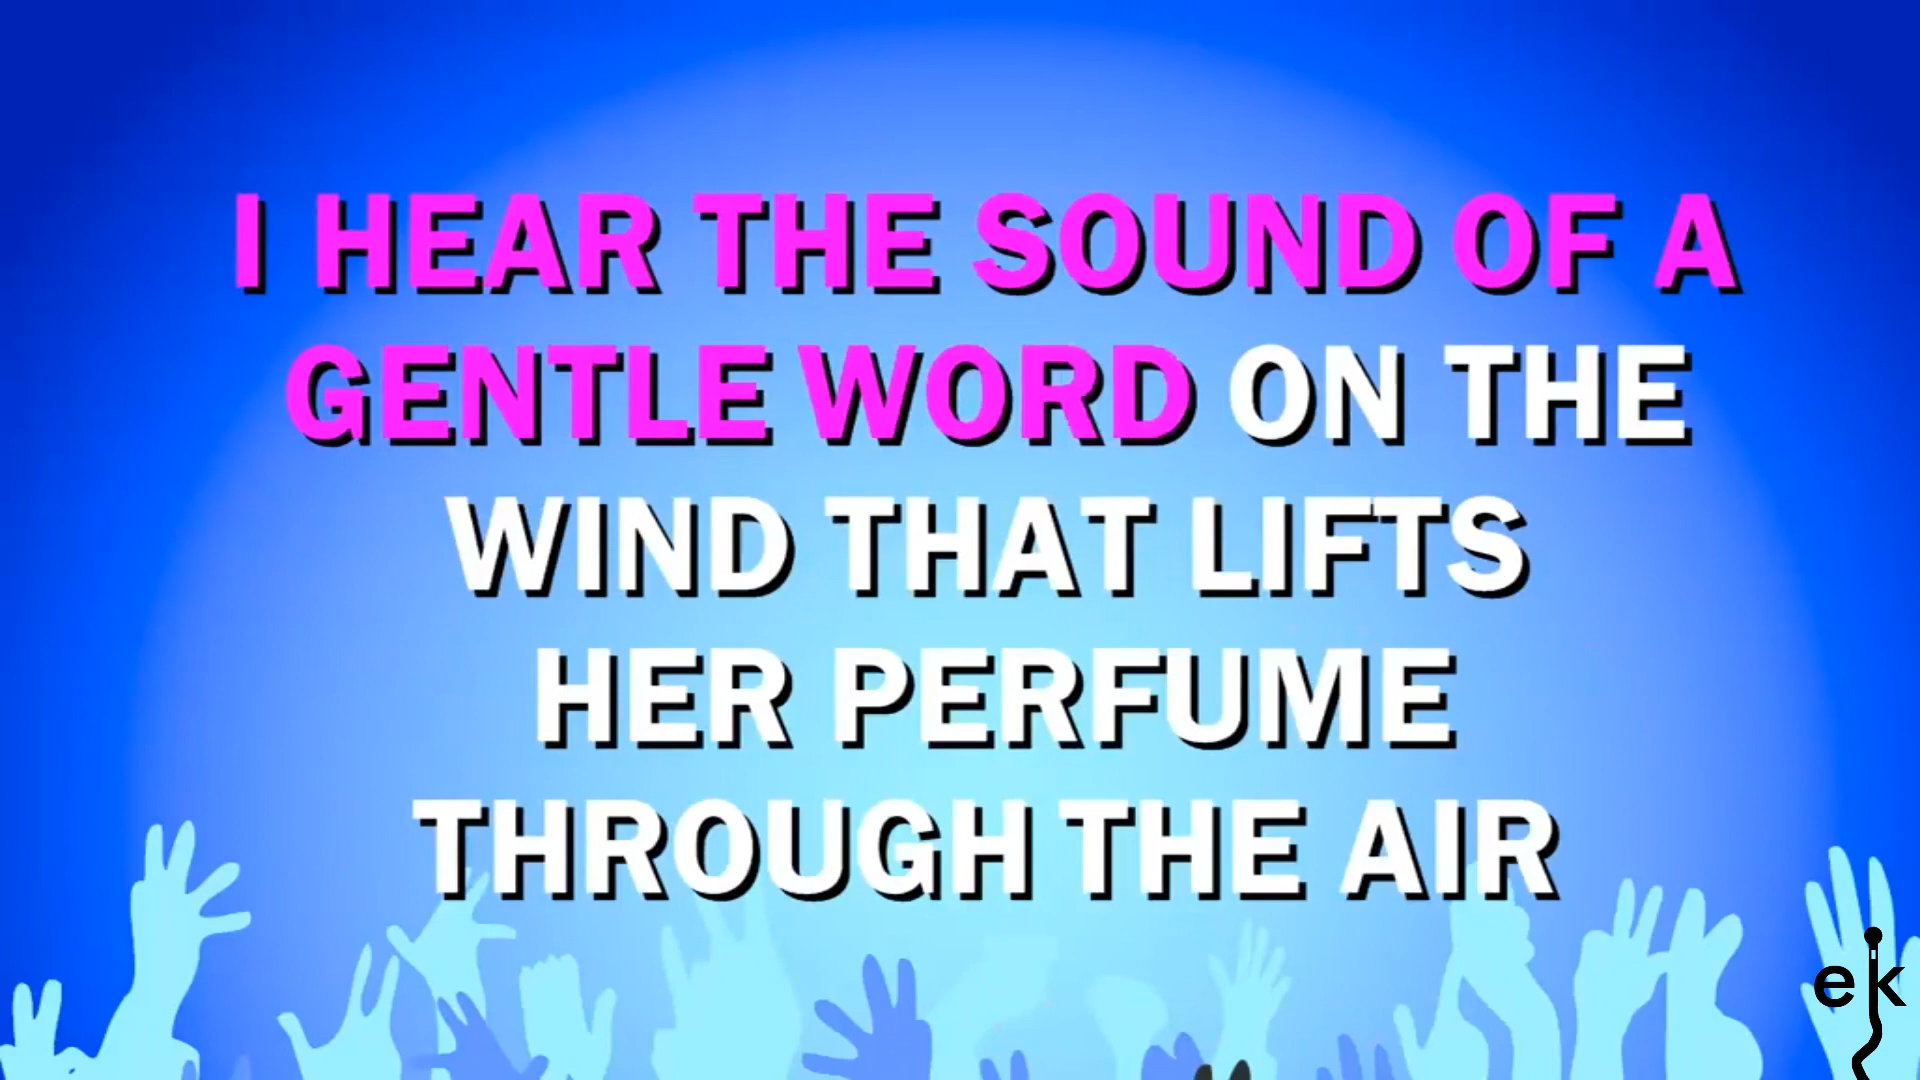 I HEAR THE SOUND OF A
GENTLE WORD ON THE
WIND THAT LIFTS
HER PERFUME
THROUGH THE AIR
ek